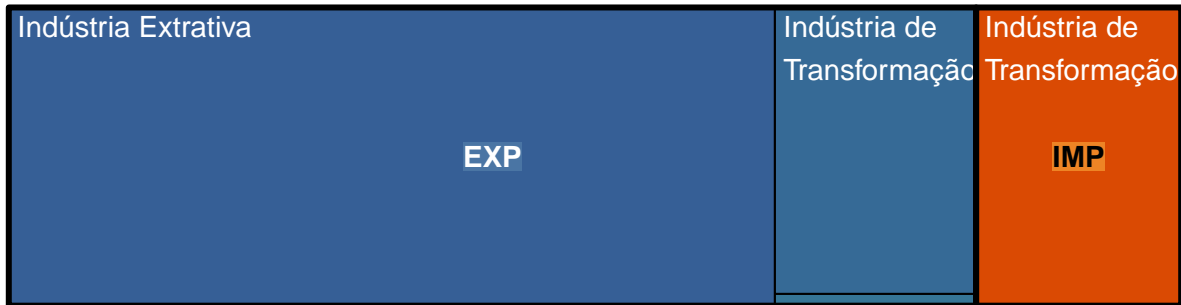 Indústria Extrativa
Indústria de
Transformação
EXP
Indústria de
Transformação
IMP